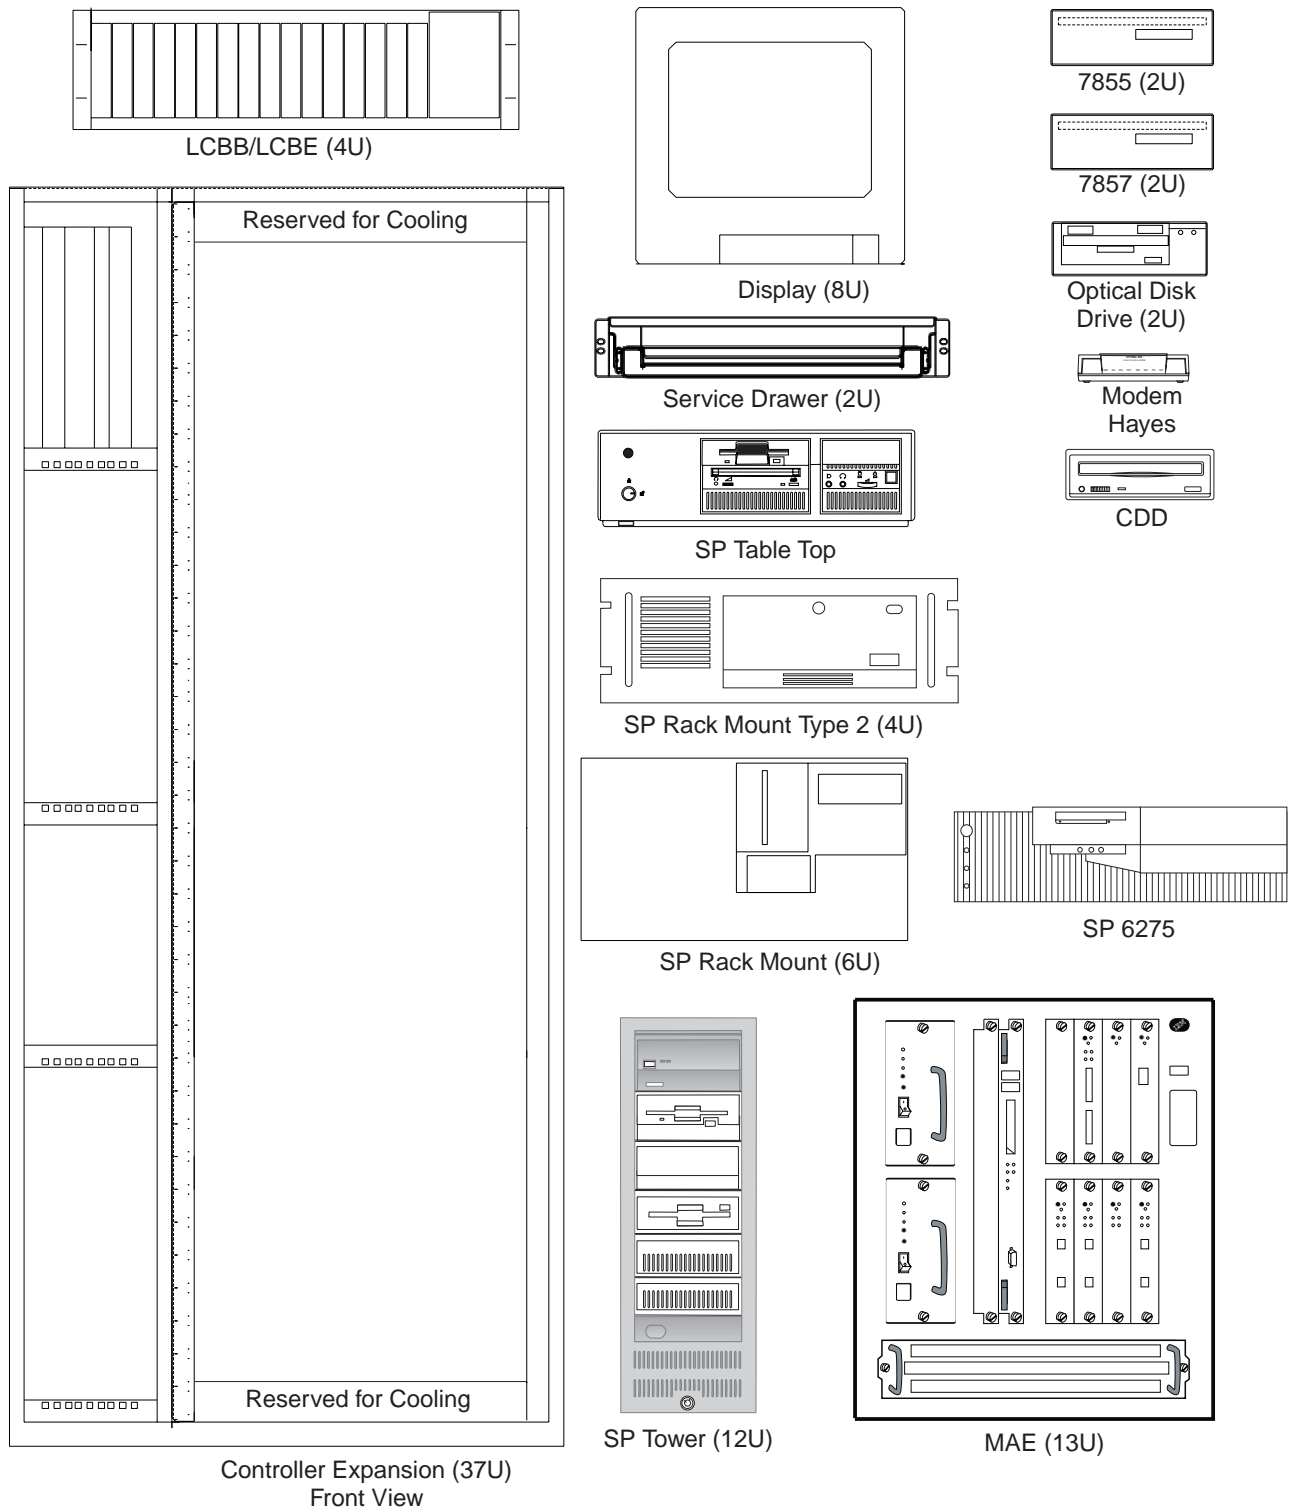 LCBB/LCBE (4U)
Reserved for Cooling
Reserved for Cooling
Controller Expansion (37U)
Front View
Display (8U)
Service Drawer (2U)
SP Table Top
SP Rack Mount Type 2 (4U)
SP Rack Mount (6U)
SP Tower (12U)
7855 (2U)
7857 (2U)
Optical Disk
Drive (2U)
Modem
Hayes
CDD
SP 6275
IBM
MAE (13U)